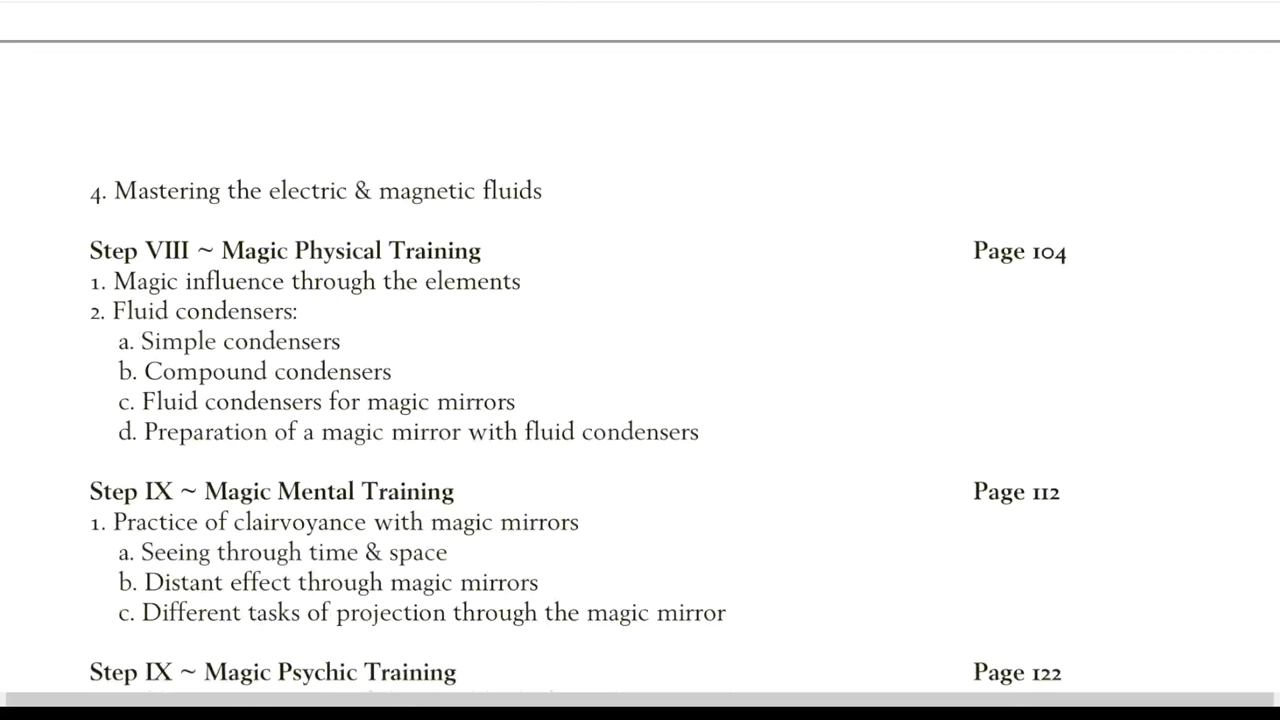 4. Mastering the electric & magnetic fluids
Step VIII ~ Magic Physical Training Page 104
1. Magic influence through the elements
2. Fluid condensers:
a. Simple condensers
b. Compound condensers
c. Fluid condensers for magic mirrors
d. Preparation of a magic mirror with fluid condensers
Step IX ~ Magic Mental Training Page 112
1. Practice of clairvoyance with magic mirrors
a. Seeing through time & space
b. Distant effect through magic mirrors
c. Different tasks of projection through the magic mirror
Step IX ~ Magic Psychic Training Page 122